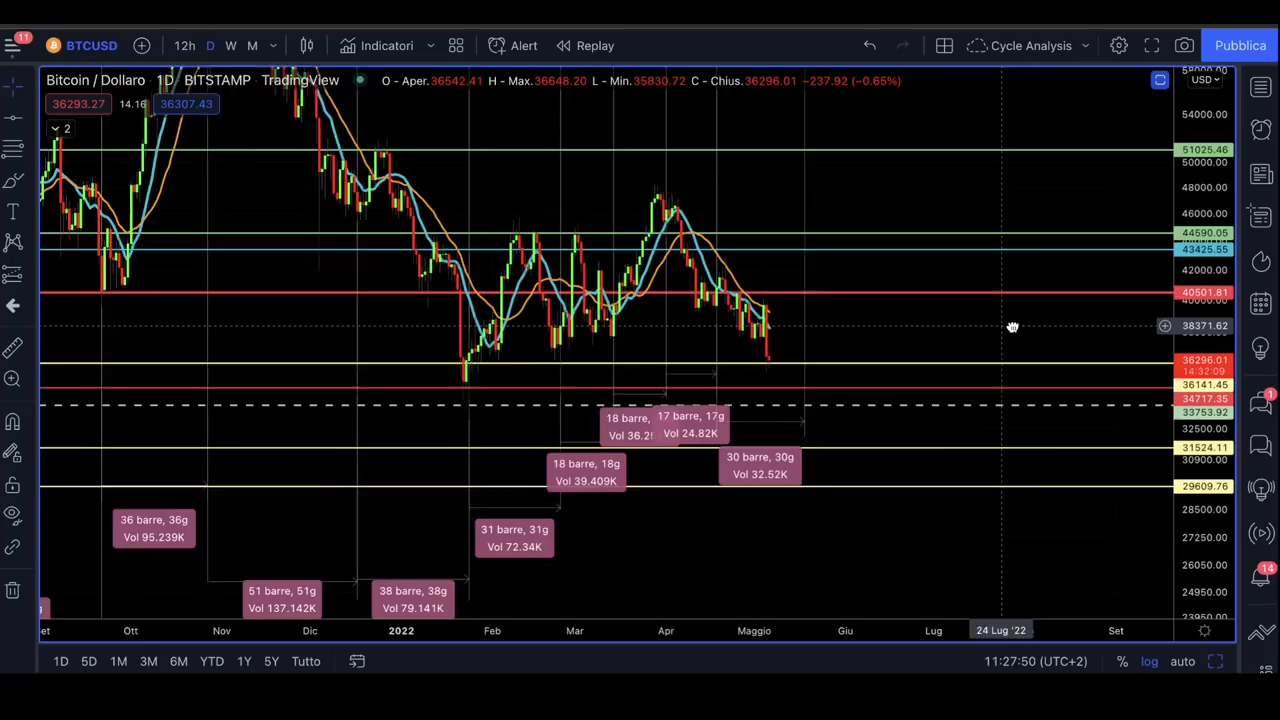 11
BTCUSD
12h D W M
Indicatori
Alert
Replay
Cycle Analysis
Pubblica
Bitcoin / Dollaro · 1D · BITSTAMP · TradingView
O - Aper.36542.41 H - Max.36648.20 L - Min.35830.72 C - Chius.36296.01 −237.92 (−0.65%)
USD
36293.27 14.16 36307.43
2
54000.00
51025.46
50000.00
48000.00
46000.00
44590.05
43425.55
42000.00
40501.81
40000.00
38371.62
36296.01
14:32:09
36141.45
34717.35
33753.92
32500.00
31524.11
30900.00
29609.76
28500.00
27250.00
26050.00
24950.00
23950.00
18 barre,
17 barre, 17g
Vol 24.82K
30 barre, 30g
Vol 32.52K
18 barre, 18g
Vol 39.409K
36 barre, 36g
Vol 95.239K
31 barre, 31g
Vol 72.34K
51 barre, 51g
Vol 137.142K
38 barre, 38g
Vol 79.141K
Ott Nov Dic 2022 Feb Mar Apr Maggio Giu Lug 24 Lug '22 Set
1D 5D 1M 3M 6M YTD 1Y 5Y Tutto
11:27:50 (UTC+2) % log auto
1
14